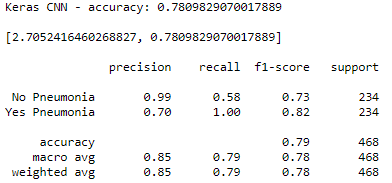 Keras CNN - accuracy: 0.7809829070017889
[2.7052416460268827, 0.7809829070017889]
precision recall f1-score support
No Pneumonia 0.99 0.58 0.73 234
Yes Pneumonia 0.70 1.00 0.82 234
accuracy 0.79 468
macro avg 0.85 0.79 0.78 468
weighted avg 0.85 0.79 0.78 468